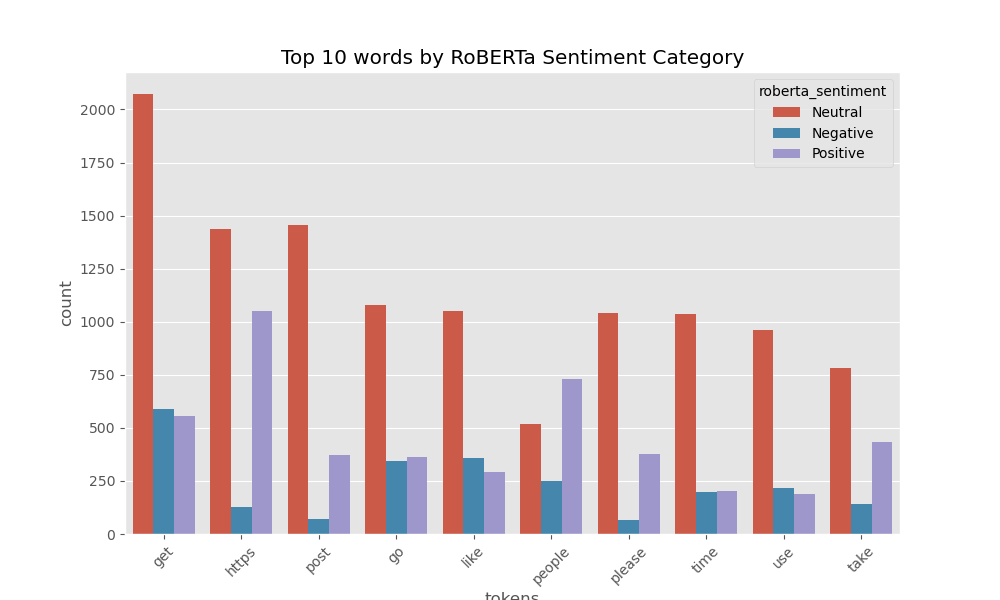 Top 10 words by RoBERTa Sentiment Category
roberta_sentiment
Neutral
Negative
Positive
2000
1750
1500
1250
1000
750
500
250
0
count
get
https
post
go
like
people
please
time
use
take
tokens